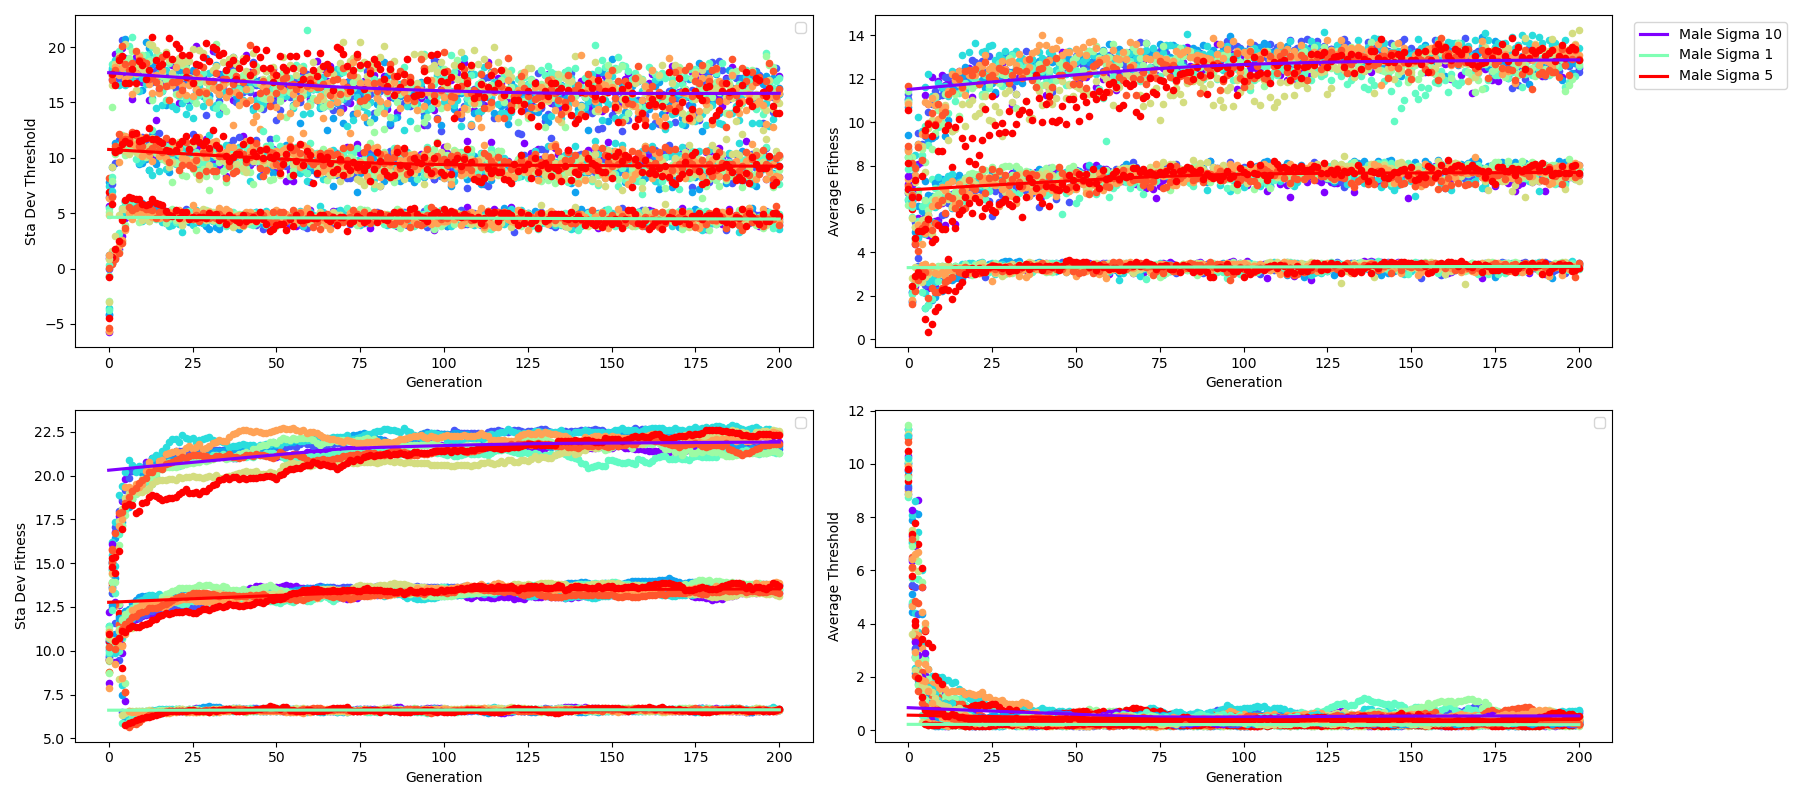 20
15
10
5
0
−5
Sta Dev Threshold
0 25 50 75 100 125 150 175 200
Generation
14
12
10
8
6
4
2
0
Average Fitness
0 25 50 75 100 125 150 175 200
Generation
Male Sigma 10
Male Sigma 1
Male Sigma 5
22.5
20.0
17.5
15.0
12.5
10.0
7.5
5.0
Sta Dev Fitness
0 25 50 75 100 125 150 175 200
Generation
12
10
8
6
4
2
0
Average Threshold
0 25 50 75 100 125 150 175 200
Generation